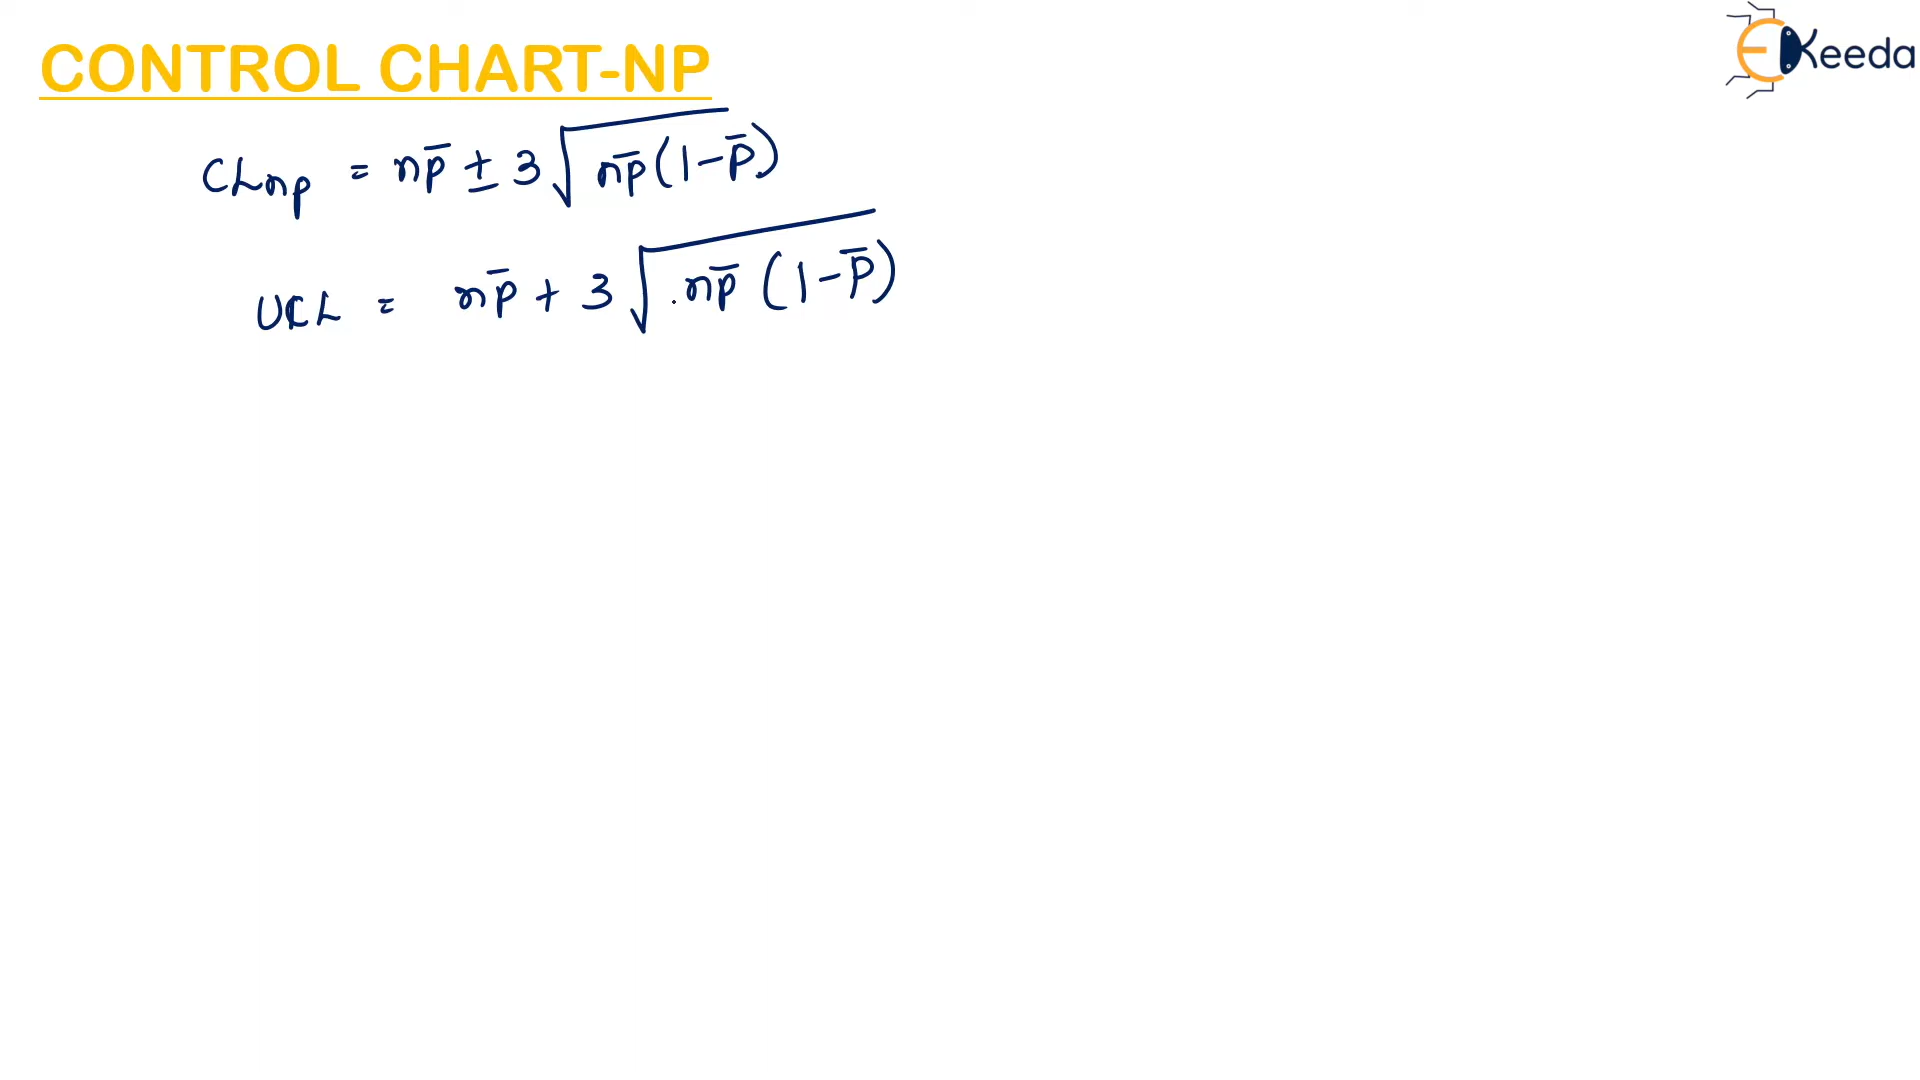 CONTROL CHART-NP
EKeeda
CLnp = np̅ ± 3√np̅(1-p̅)
UCL = np̅ + 3√np̅(1-p̅)